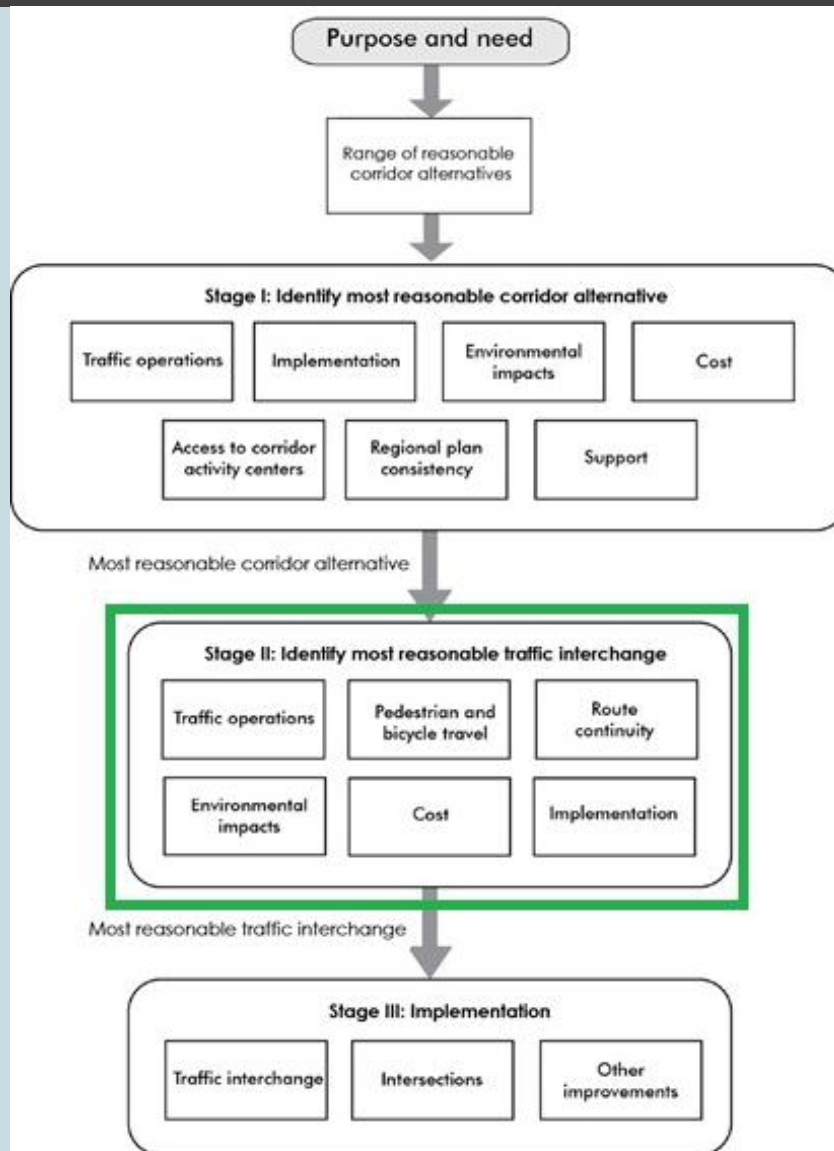 Purpose and need
Range of reasonable
corridor alternatives
Stage I: Identify most reasonable corridor alternative
Traffic operations
Implementation
Environmental
impacts
Cost
Access to corridor
activity centers
Regional plan
consistency
Support
Most reasonable corridor alternative
Stage II: Identify most reasonable traffic interchange
Traffic operations
Pedestrian and
bicycle travel
Route
continuity
Environmental
impacts
Cost
Implementation
Most reasonable traffic interchange
Stage III: Implementation
Traffic interchange
Intersections
Other
improvements